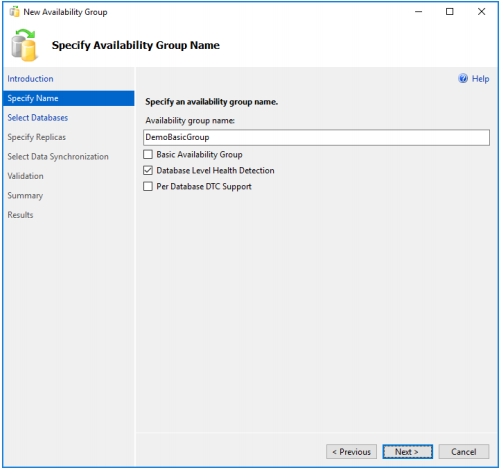 New Availability Group
Specify Availability Group Name
Introduction
Help
Specify Name
Select Databases
Specify Replicas
Select Data Synchronization
Validation
Summary
Results
Specify an availability group name.
Availability group name:
DemoBasicGroup
Basic Availability Group
Database Level Health Detection
Per Database DTC Support
< Previous
Next >
Cancel